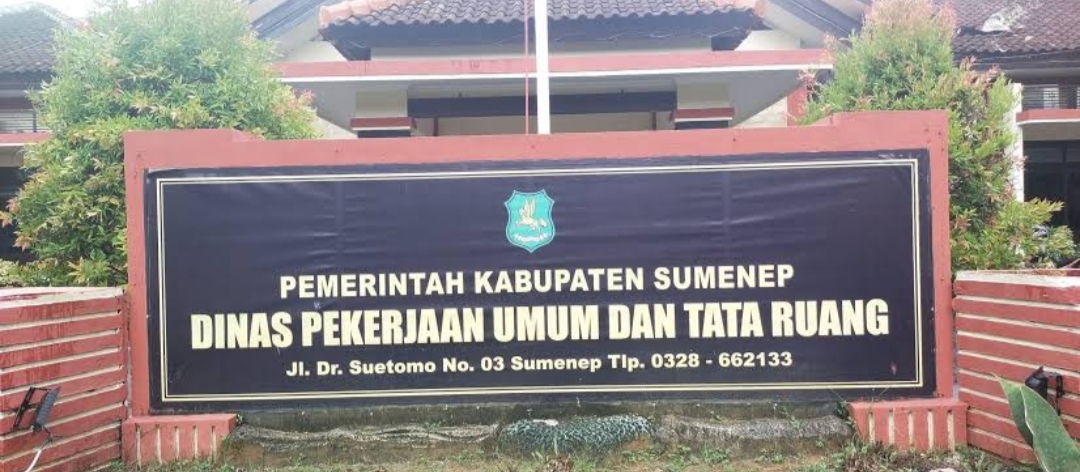 PEMERINTAH KABUPATEN SUMENEP
DINAS PEKERJAAN UMUM DAN TATA RUANG
Jl. Dr. Suetomo No. 03 Sumenep Tlp. 0328 - 662133